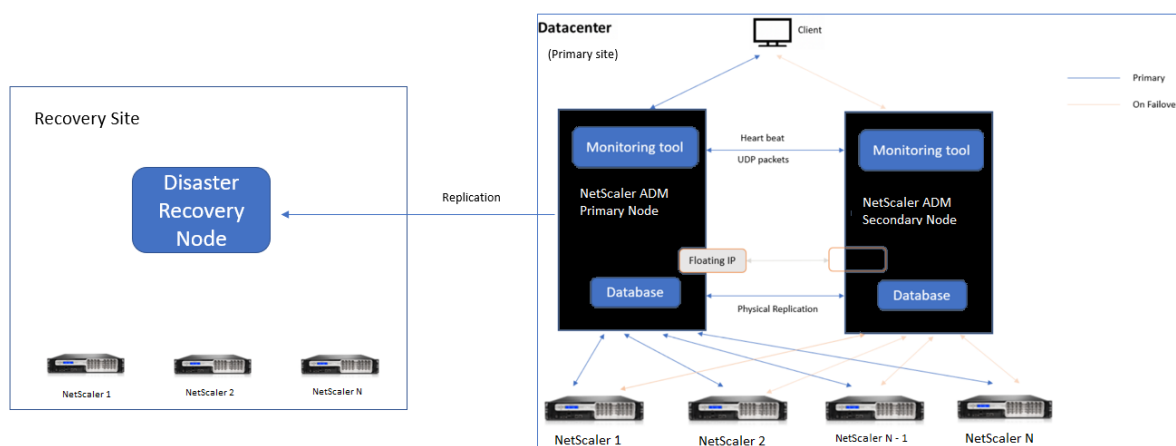 Datacenter
(Primary site)
Client
Primary
On Failove
Recovery Site
Disaster
Recovery
Node
Replication
Monitoring tool
NetScaler ADM
Primary Node
Floating IP
Database
Heart beat
UDP packets
Physical Replication
Monitoring tool
NetScaler ADM
Secondary Node
Database
NetScaler 1
NetScaler 2
NetScaler N
NetScaler 1
NetScaler 2
NetScaler N - 1
NetScaler N